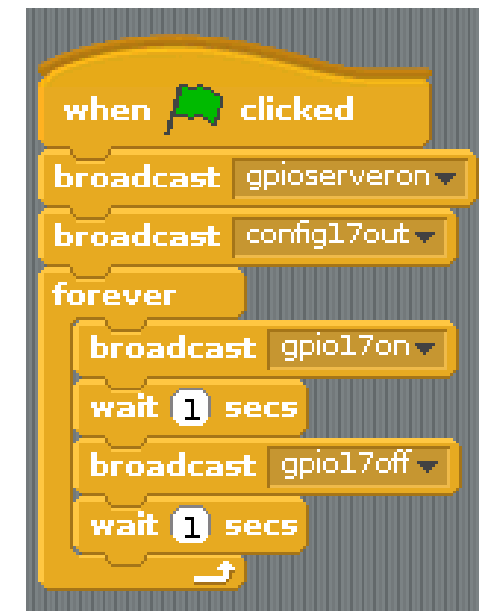 when clicked
broadcast gpioserveron
broadcast config17out
forever
broadcast gpio17on
wait 1 secs
broadcast gpio17off
wait 1 secs